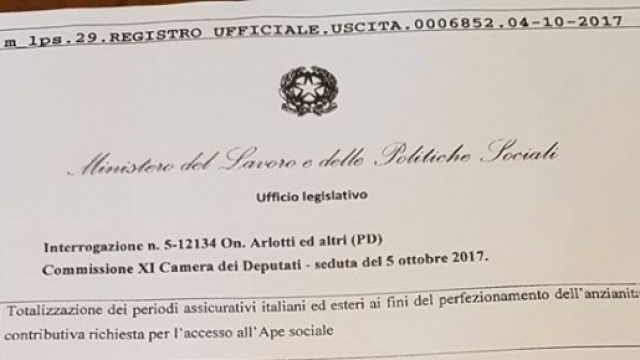 m_lps.29.REGISTRO UFFICIALE.USCITA.0006852.04-10-2017
Ministero del Lavoro e delle Politiche Sociali
Ufficio legislativo
Interrogazione n. 5-12134 On. Arlotti ed altri (PD)
Commissione XI Camera dei Deputati - seduta del 5 ottobre 2017.
Totalizzazione dei periodi assicurativi italiani ed esteri ai fini del perfezionamento dell'anzianità
contributiva richiesta per l'accesso all'Ape sociale